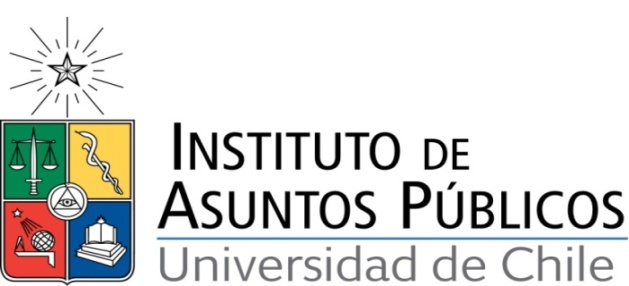 INSTITUTO DE
ASUNTOS PÚBLICOS
Universidad de Chile